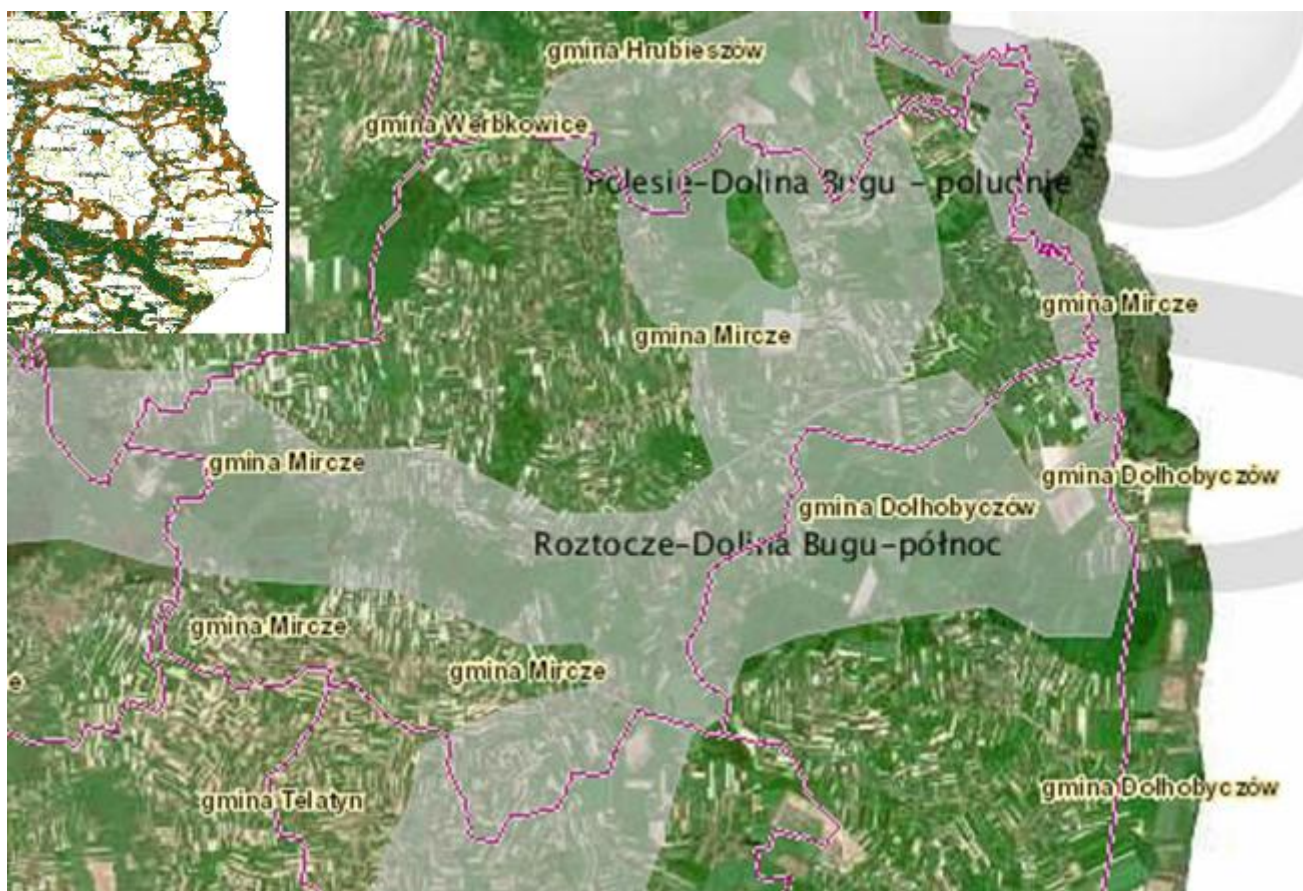 gmina Hrubieszów
gmina Werbkowice
Polesie-Dolina Bugu - południe
gmina Mircze
gmina Mircze
gmina Mircze
gmina Dołhobyczów
gmina Dołhobyczów
Roztocze-Dolina Bugu-północ
gmina Mircze
gmina Mircze
e
gmina Telatyn
gmina Dołhobyczów